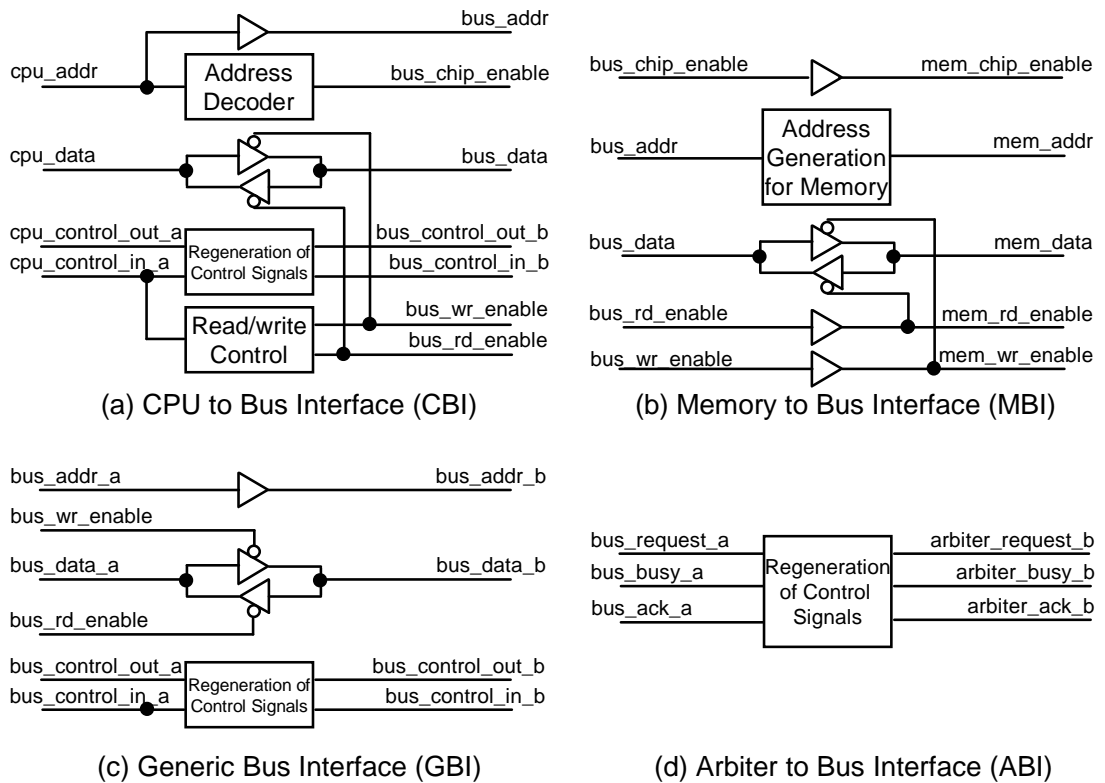 bus_addr
cpu_addr
Address
Decoder
bus_chip_enable
cpu_data
bus_data
cpu_control_out_a
Regeneration of
Control Signals
bus_control_out_b
cpu_control_in_a
bus_control_in_b
Read/write
Control
bus_wr_enable
bus_rd_enable
(a) CPU to Bus Interface (CBI)
bus_chip_enable
mem_chip_enable
bus_addr
Address
Generation
for Memory
mem_addr
bus_data
mem_data
bus_rd_enable
mem_rd_enable
bus_wr_enable
mem_wr_enable
(b) Memory to Bus Interface (MBI)
bus_addr_a
bus_addr_b
bus_wr_enable
bus_data_a
bus_data_b
bus_rd_enable
bus_control_out_a
Regeneration of
Control Signals
bus_control_out_b
bus_control_in_a
bus_control_in_b
(c) Generic Bus Interface (GBI)
bus_request_a
arbiter_request_b
bus_busy_a
Regeneration
of Control
Signals
arbiter_busy_b
bus_ack_a
arbiter_ack_b
(d) Arbiter to Bus Interface (ABI)